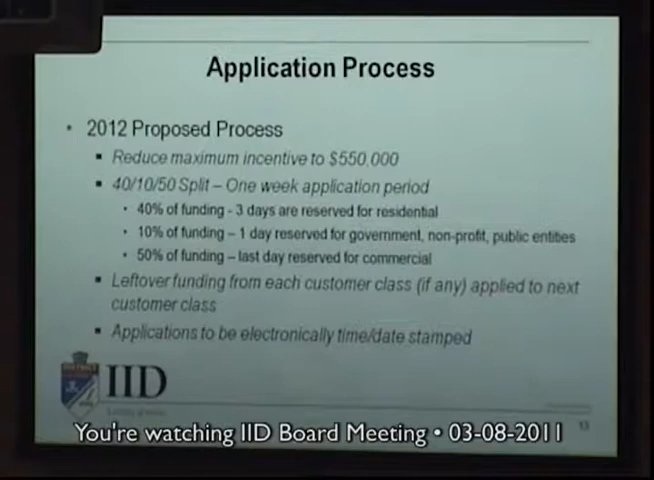 Application Process
• 2012 Proposed Process
▪ Reduce maximum incentive to $550,000
▪ 40/10/50 Split – One week application period
• 40% of funding - 3 days are reserved for residential
• 10% of funding – 1 day reserved for government, non-profit, public entities
• 50% of funding – last day reserved for commercial
▪ Leftover funding from each customer class (if any) applied to next
customer class
▪ Applications to be electronically time/date stamped
IID
13
You're watching IID Board Meeting • 03-08-2011